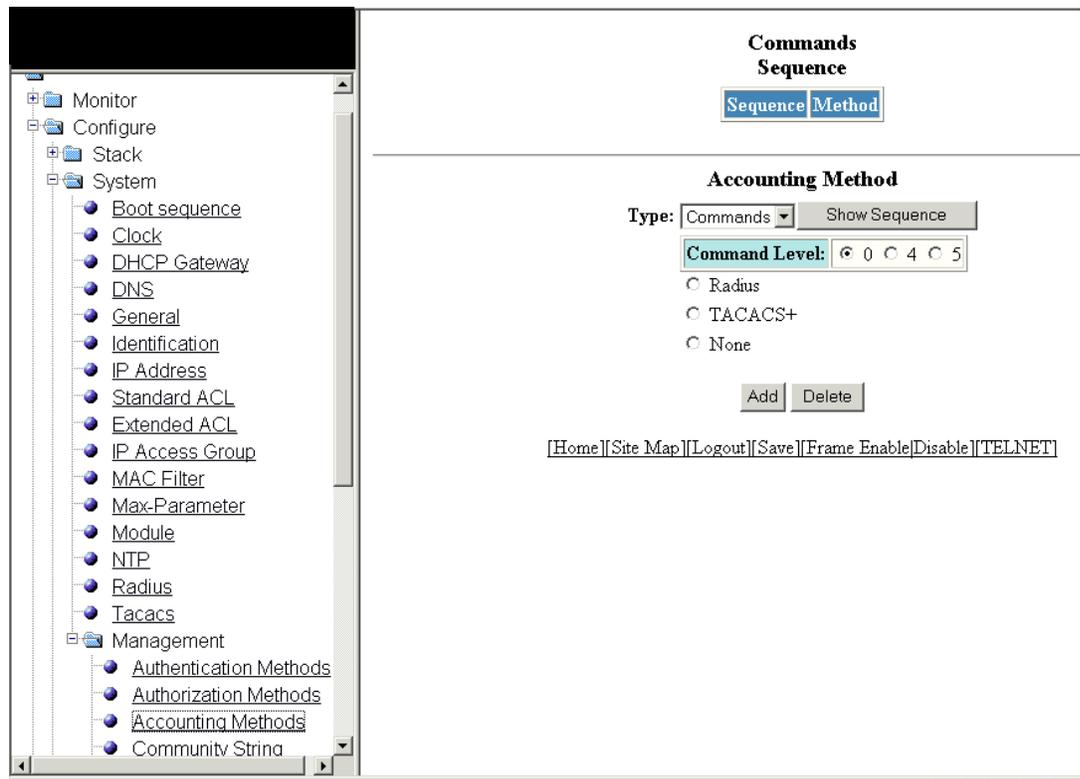 Monitor
Configure
Stack
System
Boot sequence
Clock
DHCP Gateway
DNS
General
Identification
IP Address
Standard ACL
Extended ACL
IP Access Group
MAC Filter
Max-Parameter
Module
NTP
Radius
Tacacs
Management
Authentication Methods
Authorization Methods
Accounting Methods
Community String
Commands
Sequence
Sequence Method
Accounting Method
Type: Commands Show Sequence
Command Level: 0 4 5
Radius
TACACS+
None
Add Delete
[Home][Site Map][Logout][Save][Frame Enable|Disable][TELNET]